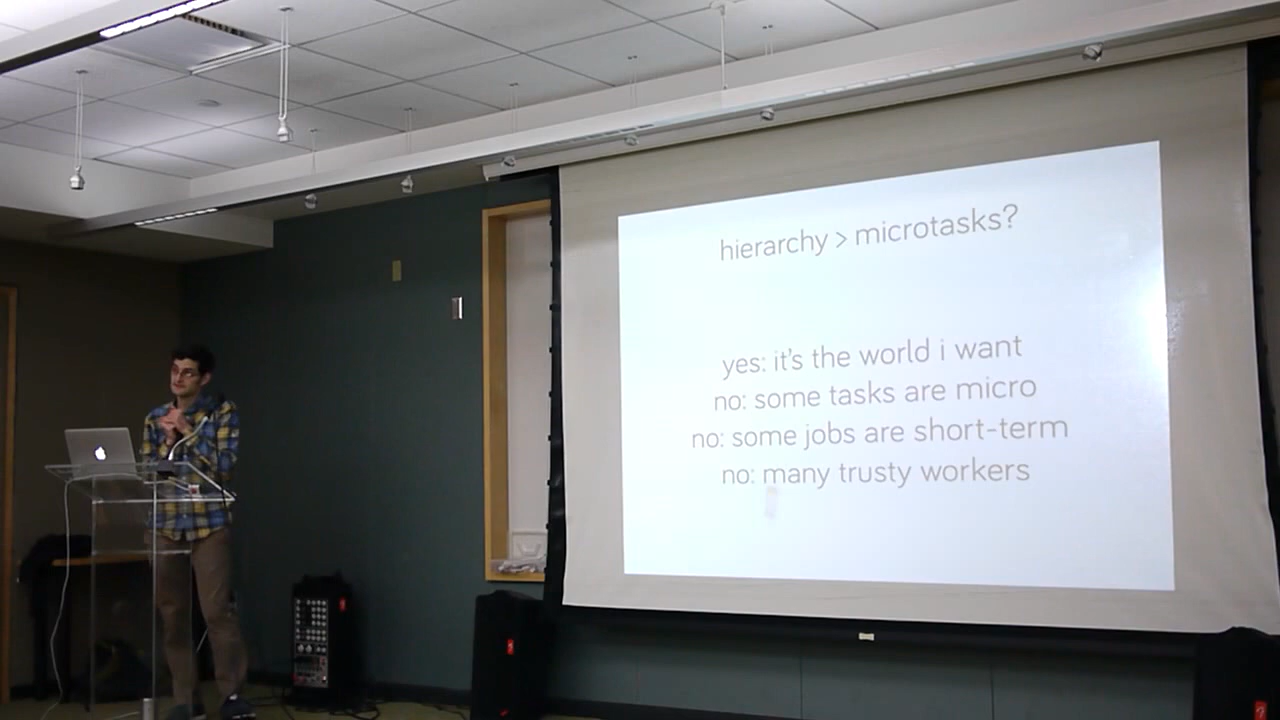 hierarchy > microtasks?
yes: it's the world i want
no: some tasks are micro
no: some jobs are short-term
no: many trusty workers